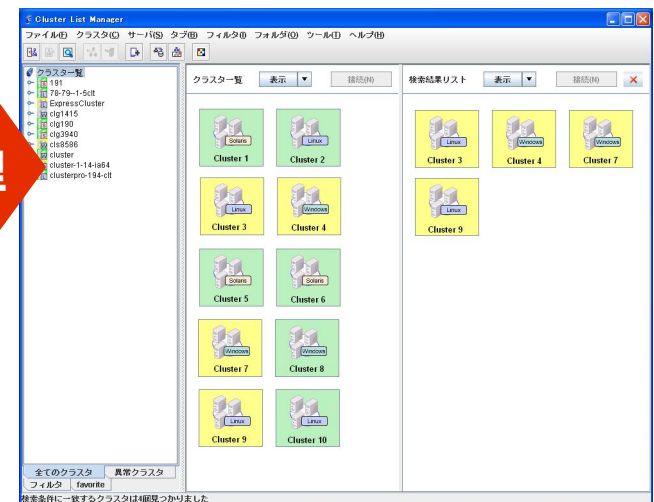 Cluster List Manager
ファイル(F) クラスタ(C) サーバ(S) タブ(B) フィルタ(I) フォルダ(O) ツール(T) ヘルプ(H)
クラスター覧
191
78-79--1-5clt
ExpressCluster
clg1415
clg190
clg3940
cls8586
cluster
cluster-1-14-ia64
clusterpro-194-clt
全てのクラスタ 異常クラスタ
フィルタ favorite
クラスター覧 表示 ▼ 接続(N)
Solaris Linux
Cluster 1 Cluster 2
Linux Windows
Cluster 3 Cluster 4
Solaris Solaris
Cluster 5 Cluster 6
Windows Windows
Cluster 7 Cluster 8
Linux Linux
Cluster 9 Cluster 10
検索結果リスト 表示 ▼ 接続(N)
Linux Windows Windows
Cluster 3 Cluster 4 Cluster 7
Linux
Cluster 9
検索条件に一致するクラスタは4個見つかりました
!